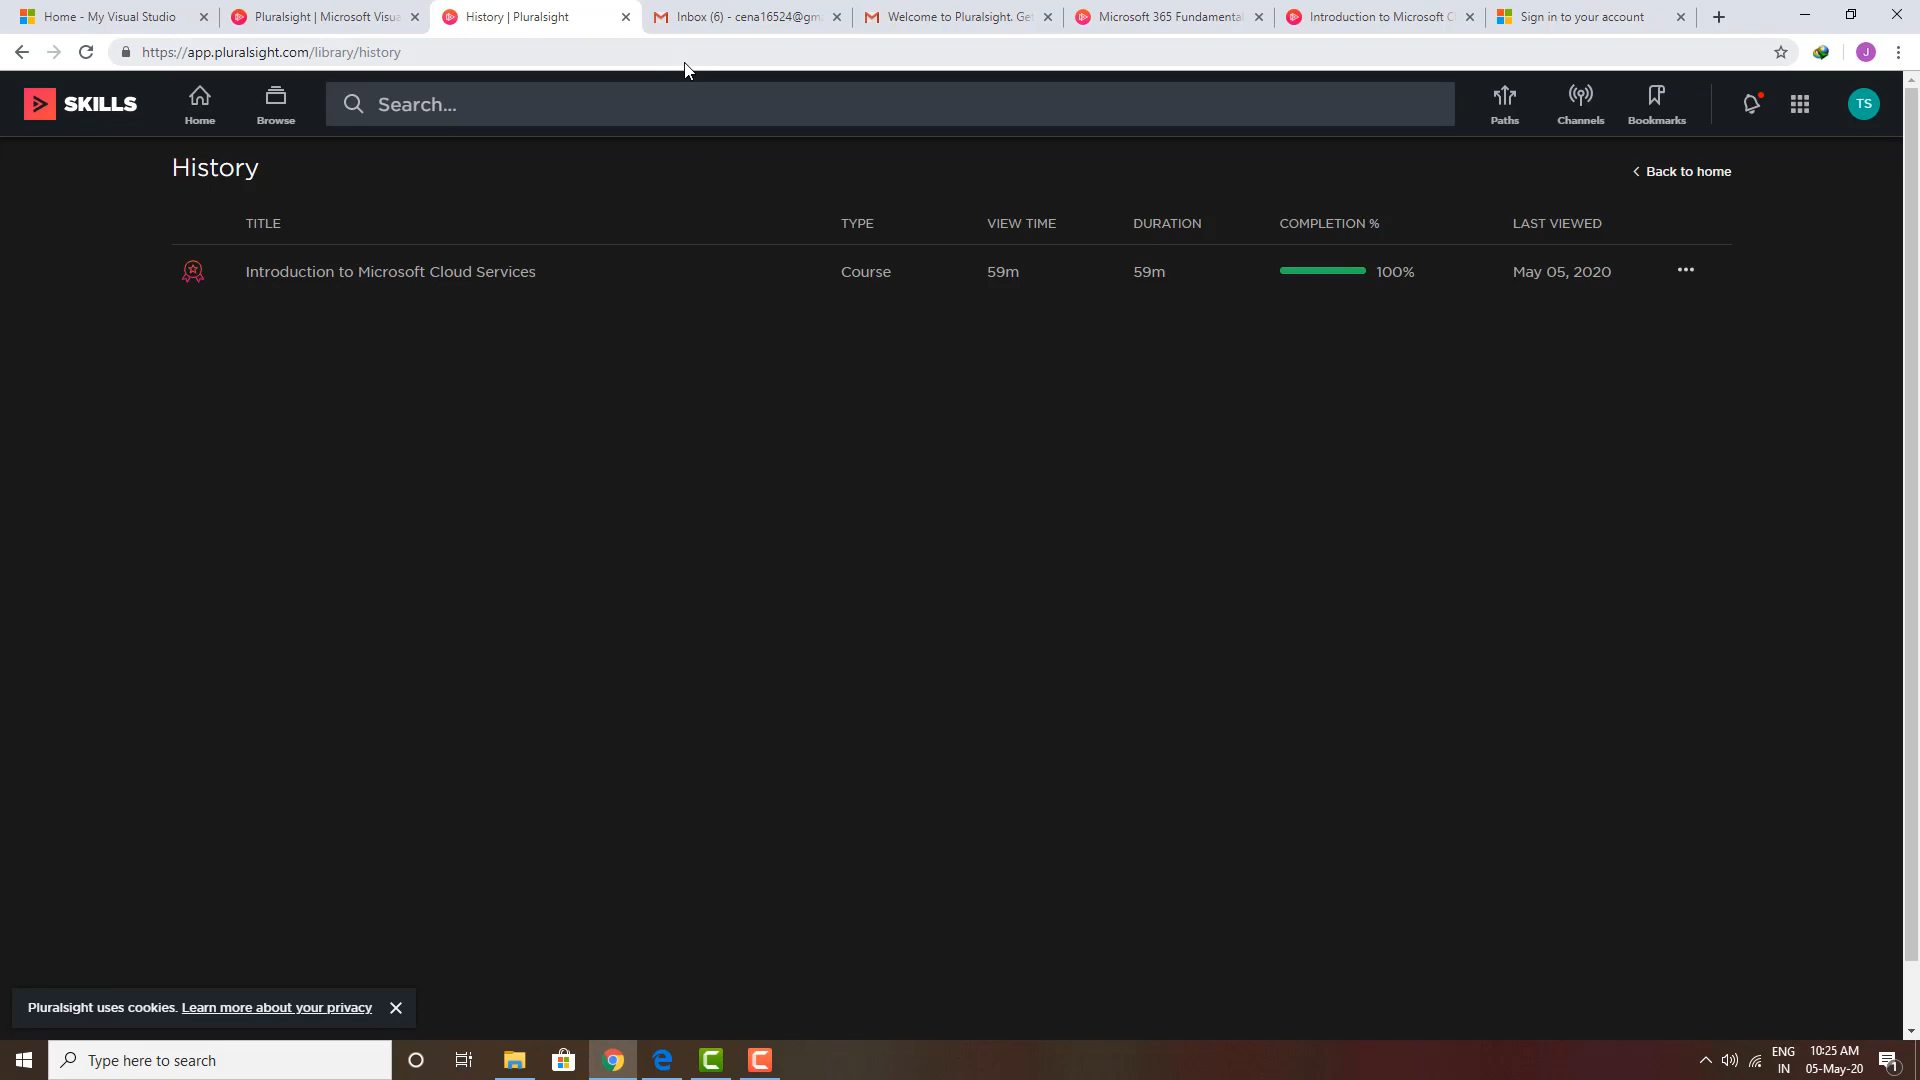 Home - My Visual Studio
Pluralsight | Microsoft Visua
History | Pluralsight
Inbox (6) - cena16524@gm
Welcome to Pluralsight. Get
Microsoft 365 Fundamental
Introduction to Microsoft Cl
Sign in to your account
https://app.pluralsight.com/library/history
J
SKILLS
Home
Browse
Search...
Paths
Channels
Bookmarks
TS
History
Back to home
TITLE TYPE VIEW TIME DURATION COMPLETION % LAST VIEWED
Introduction to Microsoft Cloud Services Course 59m 59m 100% May 05, 2020
Pluralsight uses cookies. Learn more about your privacy
Type here to search
ENG
IN
10:25 AM
05-May-20
1